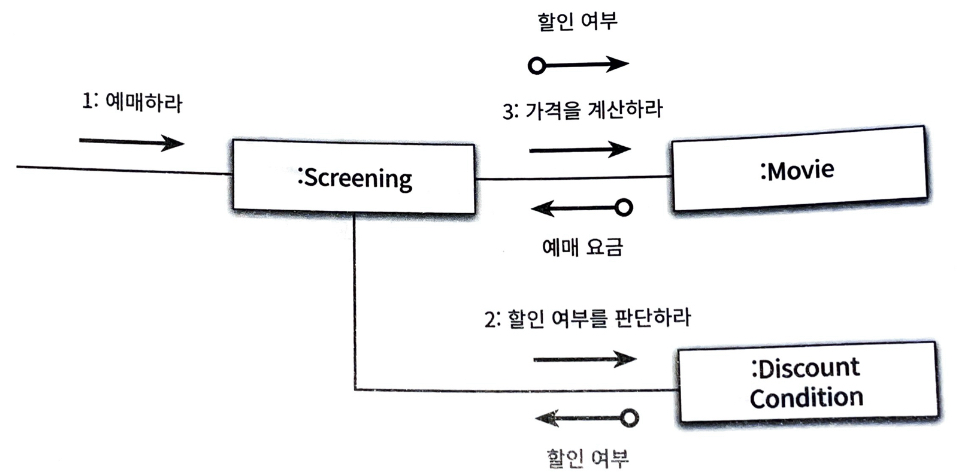 할인 여부
1: 예매하라
3: 가격을 계산하라
:Screening
:Movie
예매 요금
2: 할인 여부를 판단하라
:Discount
Condition
할인 여부